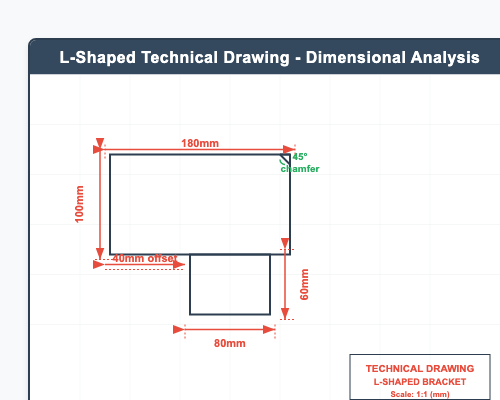 L-Shaped Technical Drawing - Dimensional Analysis
180mm
45°
chamfer
100mm
40mm offset
60mm
80mm
TECHNICAL DRAWING
L-SHAPED BRACKET
Scale: 1:1 (mm)